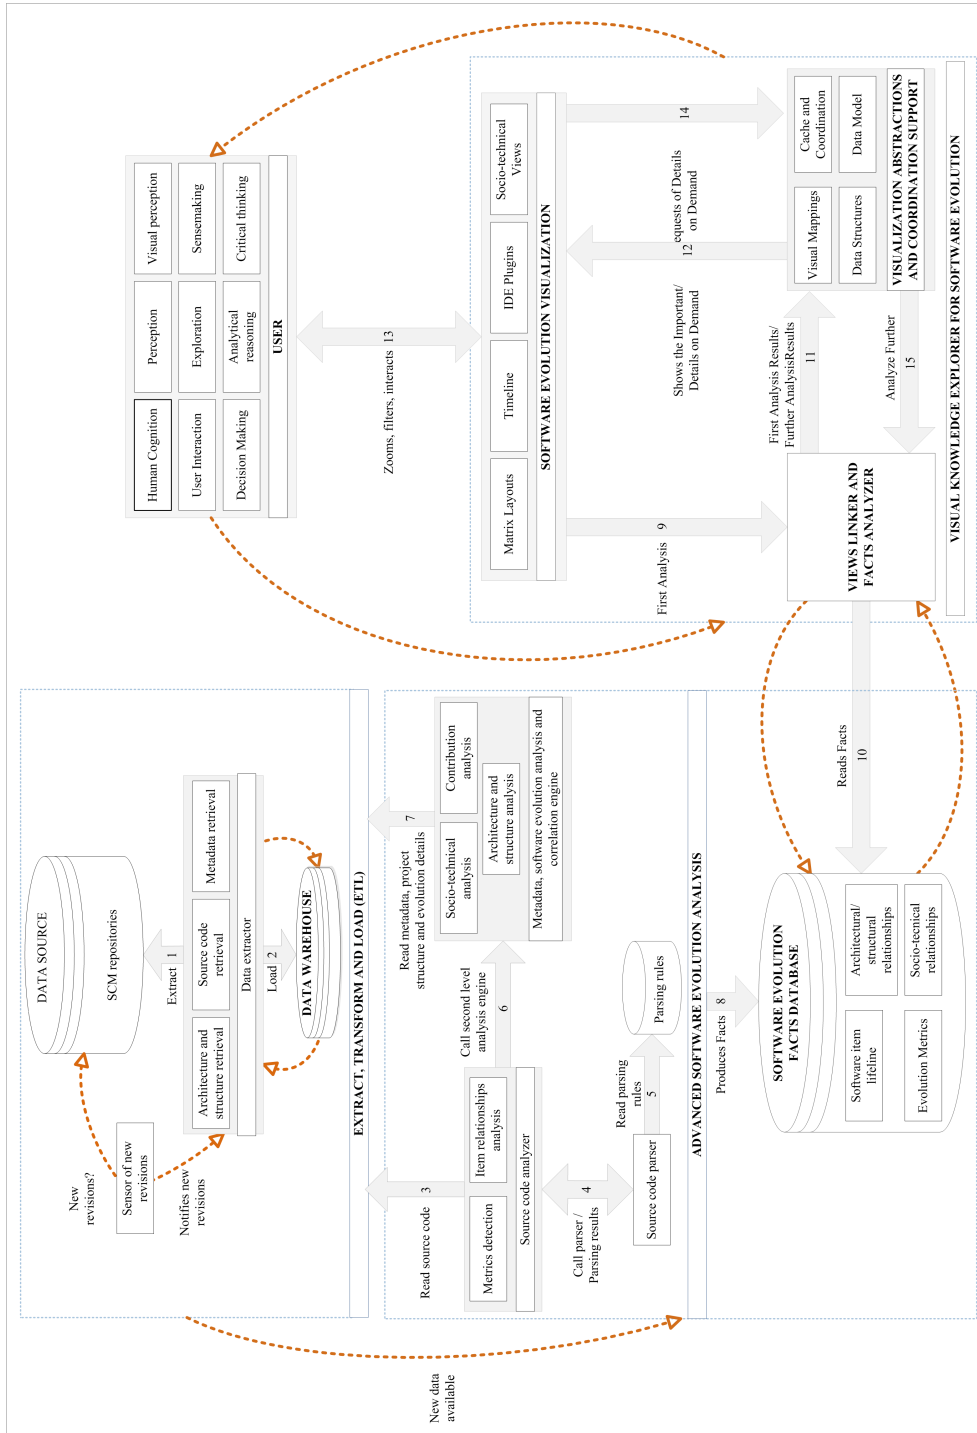 DATA SOURCE
SCM repositories
New
revisions?
Sensor of new
revisions
Notifies new
revisions
Extract
1
Architecture and
structure retrieval
Source code
retrieval
Metadata retrieval
Data extractor
Load
2
DATA WAREHOUSE
EXTRACT, TRANSFORM AND LOAD (ETL)
New data
available
Read source code
3
Metrics detection
Item relationships
analysis
Source code analyzer
Call parser /
Parsing results
4
Source code parser
Read parsing
rules
5
Parsing rules
Call second level
analysis engine
6
Read metadata, project
structure and evolution details
7
Socio-technical
analysis
Contribution
analysis
Architecture and
structure analysis
Metadata, software evolution analysis and
correlation engine
ADVANCED SOFTWARE EVOLUTION ANALYSIS
Produces Facts
8
SOFTWARE EVOLUTION
FACTS DATABASE
Software item
lifeline
Architectural/
structural
relationships
Evolution Metrics
Socio-tecnical
relationships
Human Cognition
Perception
Visual perception
User Interaction
Exploration
Sensemaking
Decision Making
Analytical
reasoning
Critical thinking
USER
Zooms, filters, interacts
13
Matrix Layouts
Timeline
IDE Plugins
Socio-technical
Views
SOFTWARE EVOLUTION VISUALIZATION
First Analysis
9
Shows the Important/
Details on Demand
12
equests of Details
on Demand
14
Reads Facts
10
VIEWS LINKER AND
FACTS ANALYZER
First Analysis Results/
Further AnalysisResults
11
Analyze Further
15
Visual Mappings
Cache and
Coordination
Data Structures
Data Model
VISUALIZATION ABSTRACTIONS
AND COORDINATION SUPPORT
VISUAL KNOWLEDGE EXPLORER FOR SOFTWARE EVOLUTION